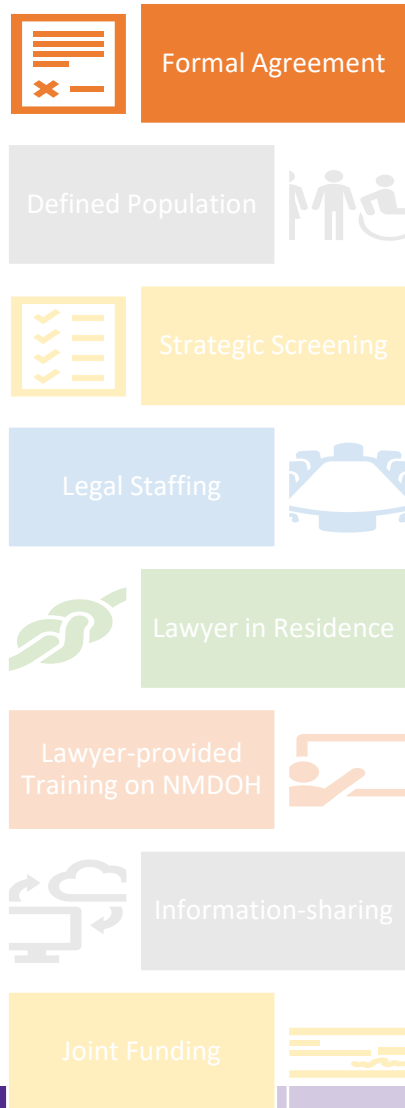 Formal Agreement
Defined Population
Strategic Screening
Legal Staffing
Lawyer in Residence
Lawyer-provided
Training on NMDOH
Information-sharing
Joint Funding